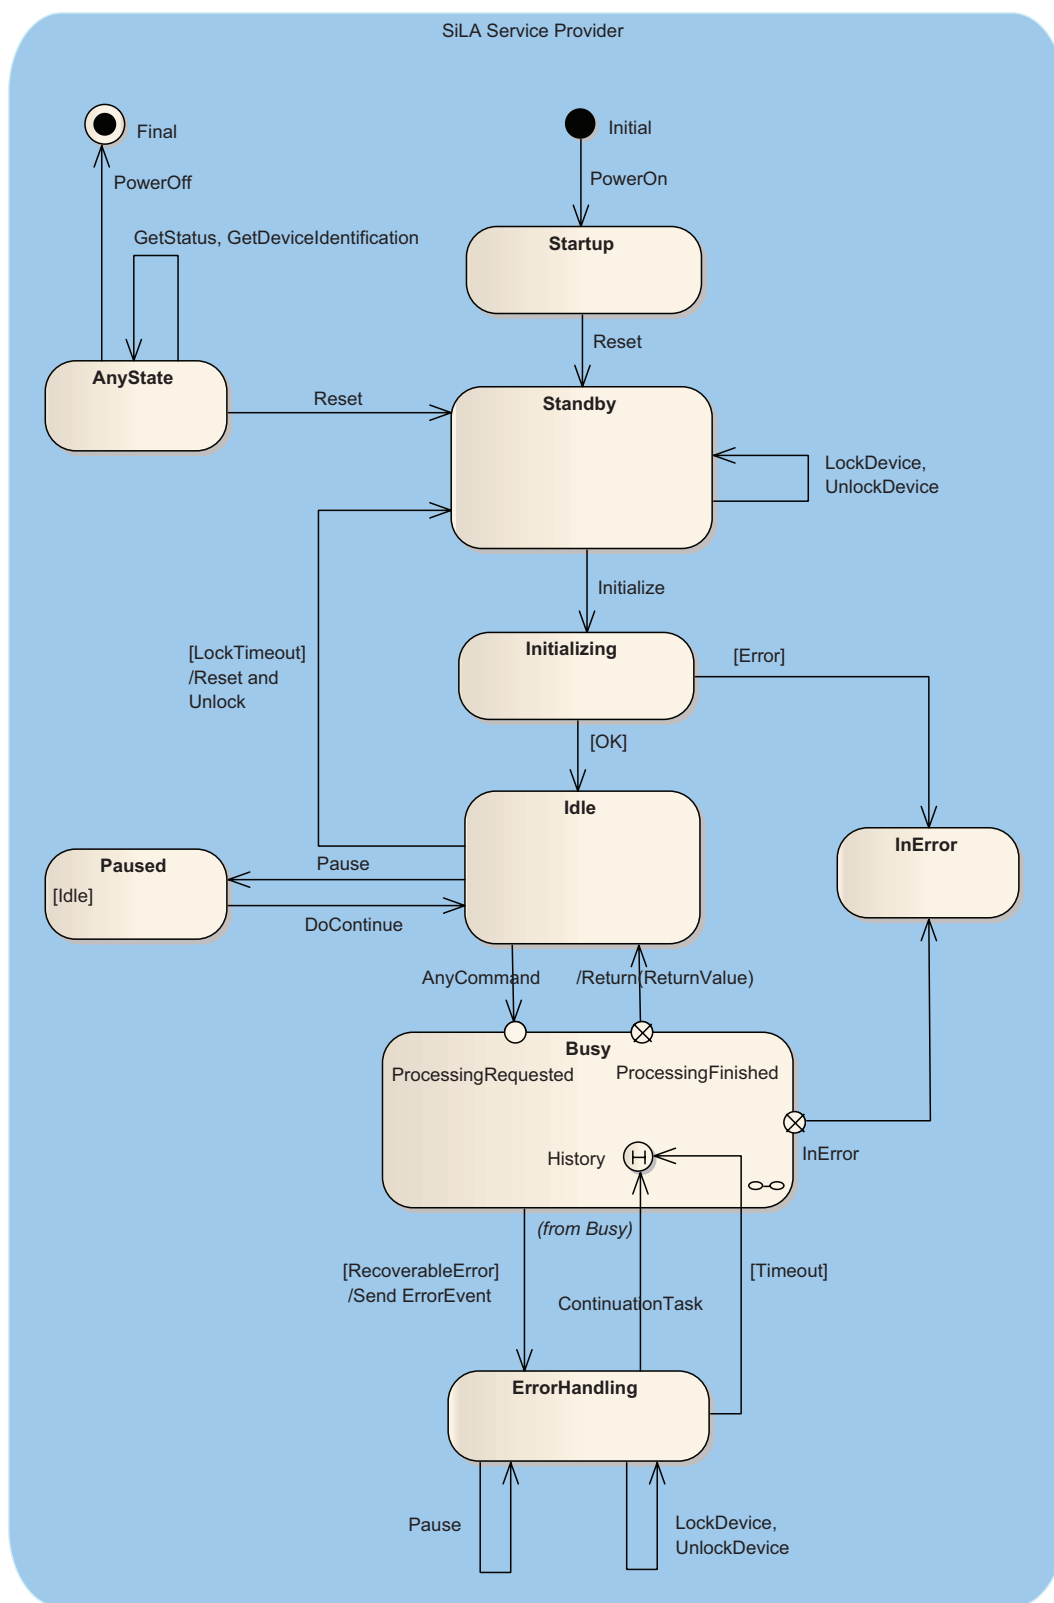 SiLA Service Provider
Final
Initial
PowerOff
PowerOn
GetStatus, GetDeviceIdentification
Startup
Reset
AnyState
Reset
Standby
LockDevice,
UnlockDevice
Initialize
[LockTimeout]
/Reset and
Unlock
Initializing
[Error]
[OK]
Idle
InError
Paused
[Idle]
Pause
DoContinue
AnyCommand
/Return(ReturnValue)
Busy
ProcessingRequested
ProcessingFinished
History
H
InError
(from Busy)
[RecoverableError]
/Send ErrorEvent
[Timeout]
ContinuationTask
ErrorHandling
Pause
LockDevice,
UnlockDevice